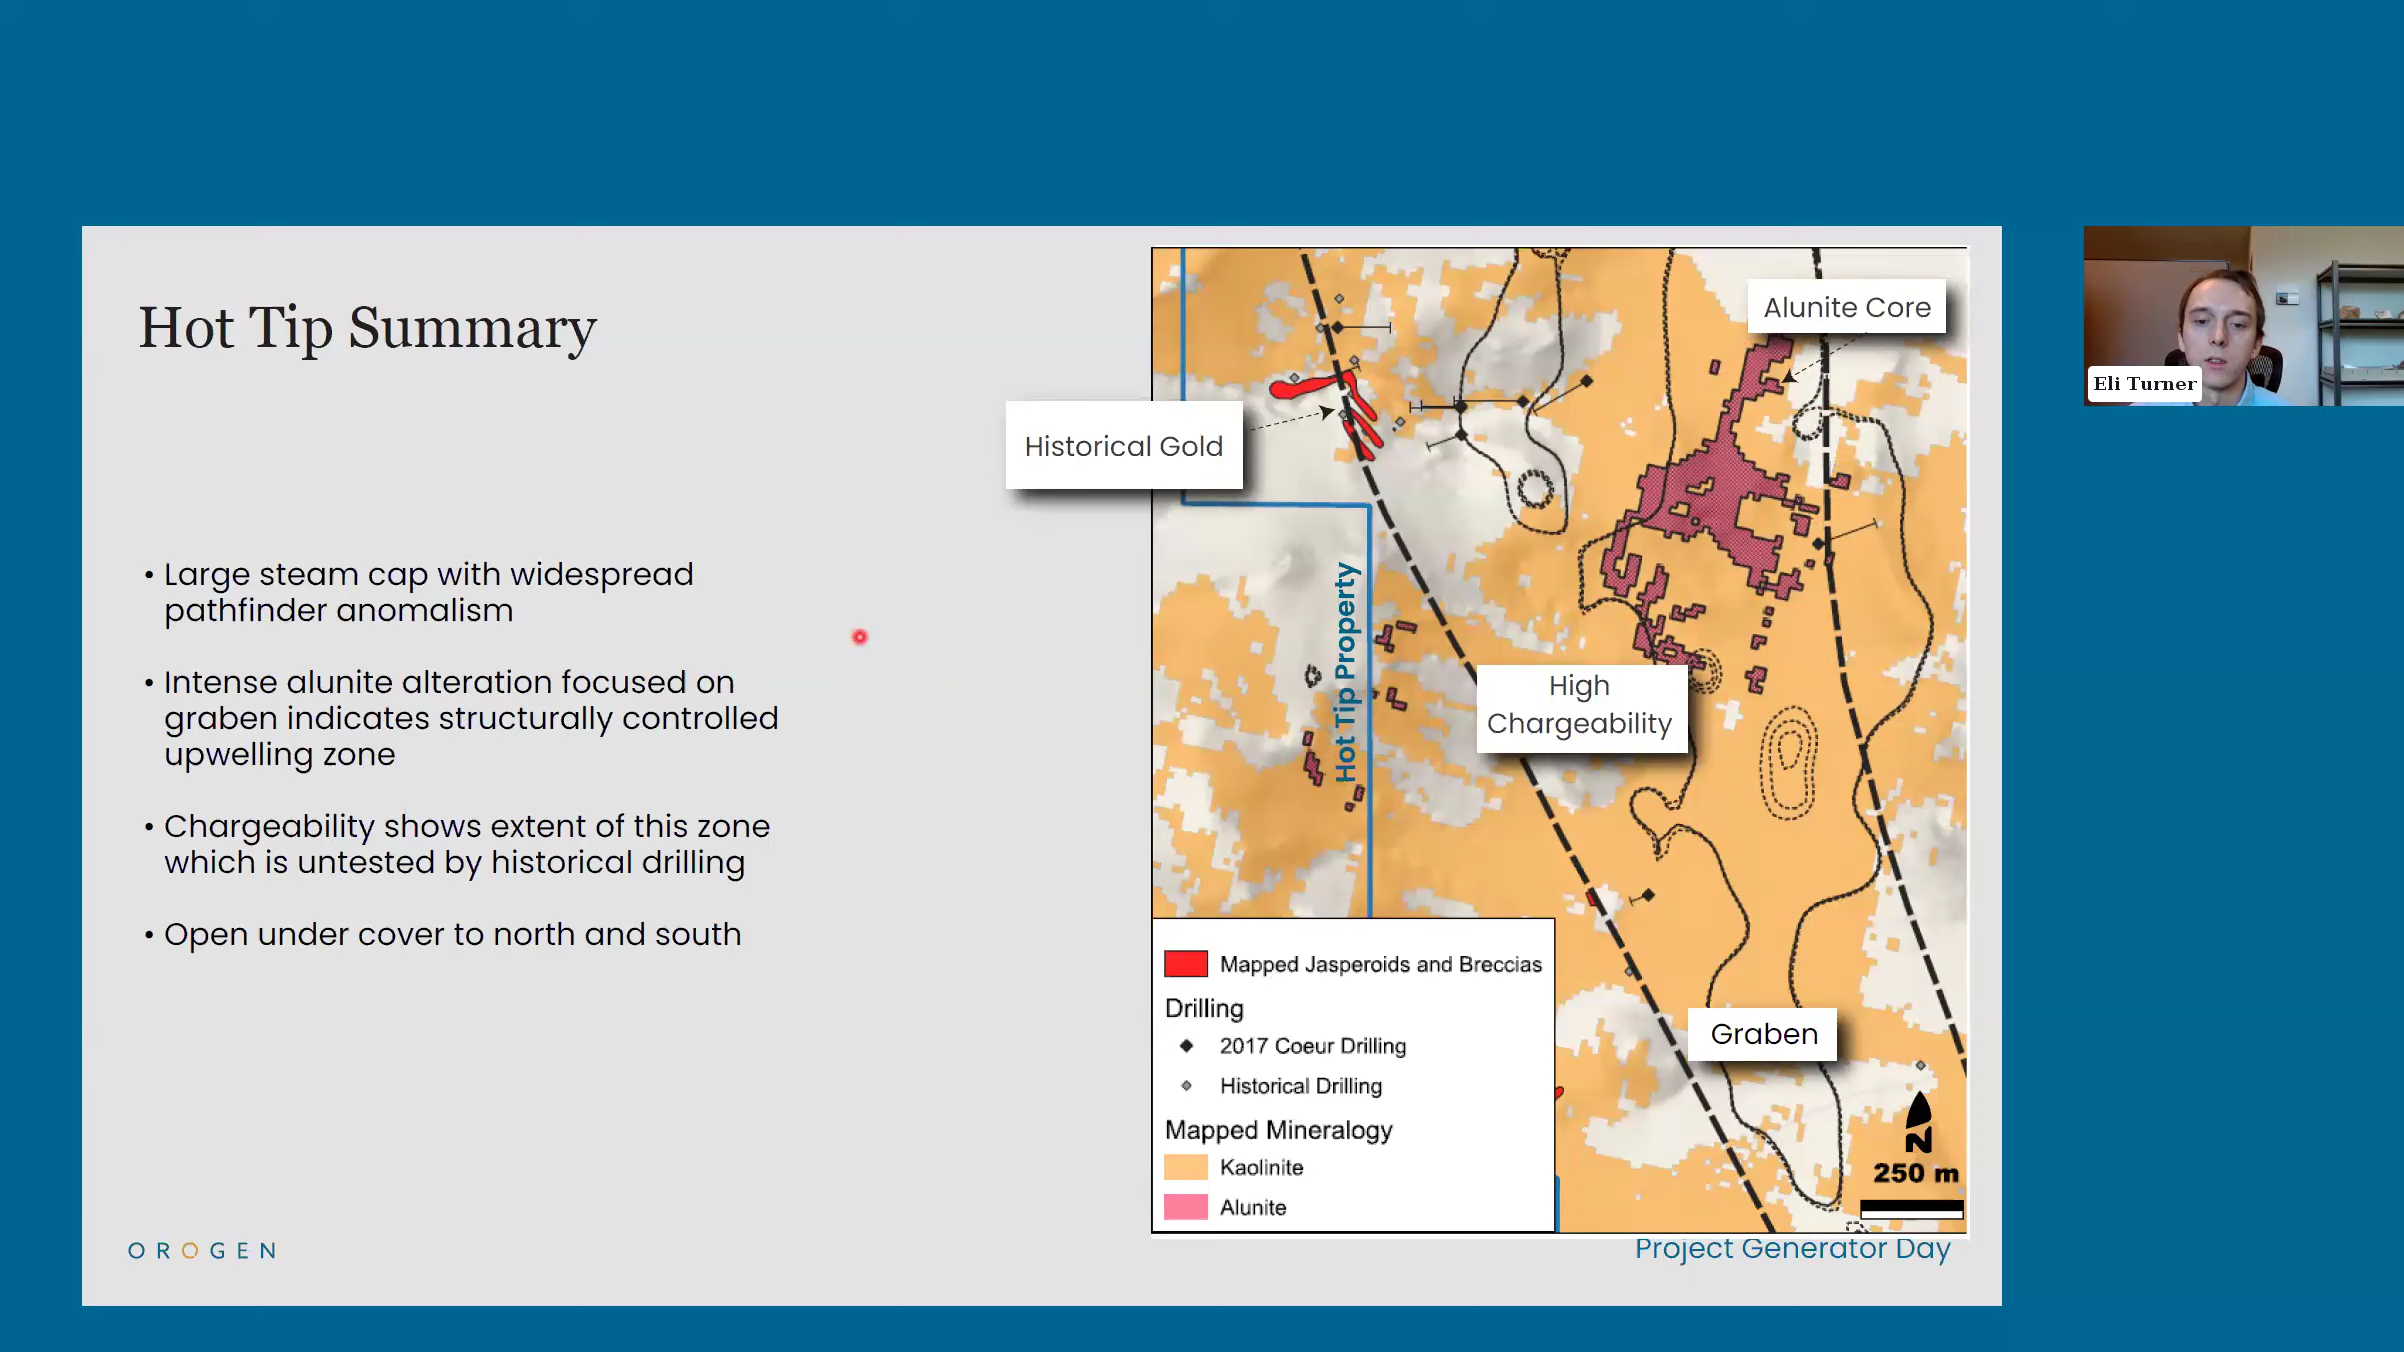 Hot Tip Summary
• Large steam cap with widespread
pathfinder anomalism
• Intense alunite alteration focused on
graben indicates structurally controlled
upwelling zone
• Chargeability shows extent of this zone
which is untested by historical drilling
• Open under cover to north and south
Alunite Core
Historical Gold
Hot Tip Property
High
Chargeability
Graben
Mapped Jasperoids and Breccias
Drilling
2017 Coeur Drilling
Historical Drilling
Mapped Mineralogy
Kaolinite
Alunite
N
250 m
OROGEN
Project Generator Day
Eli Turner